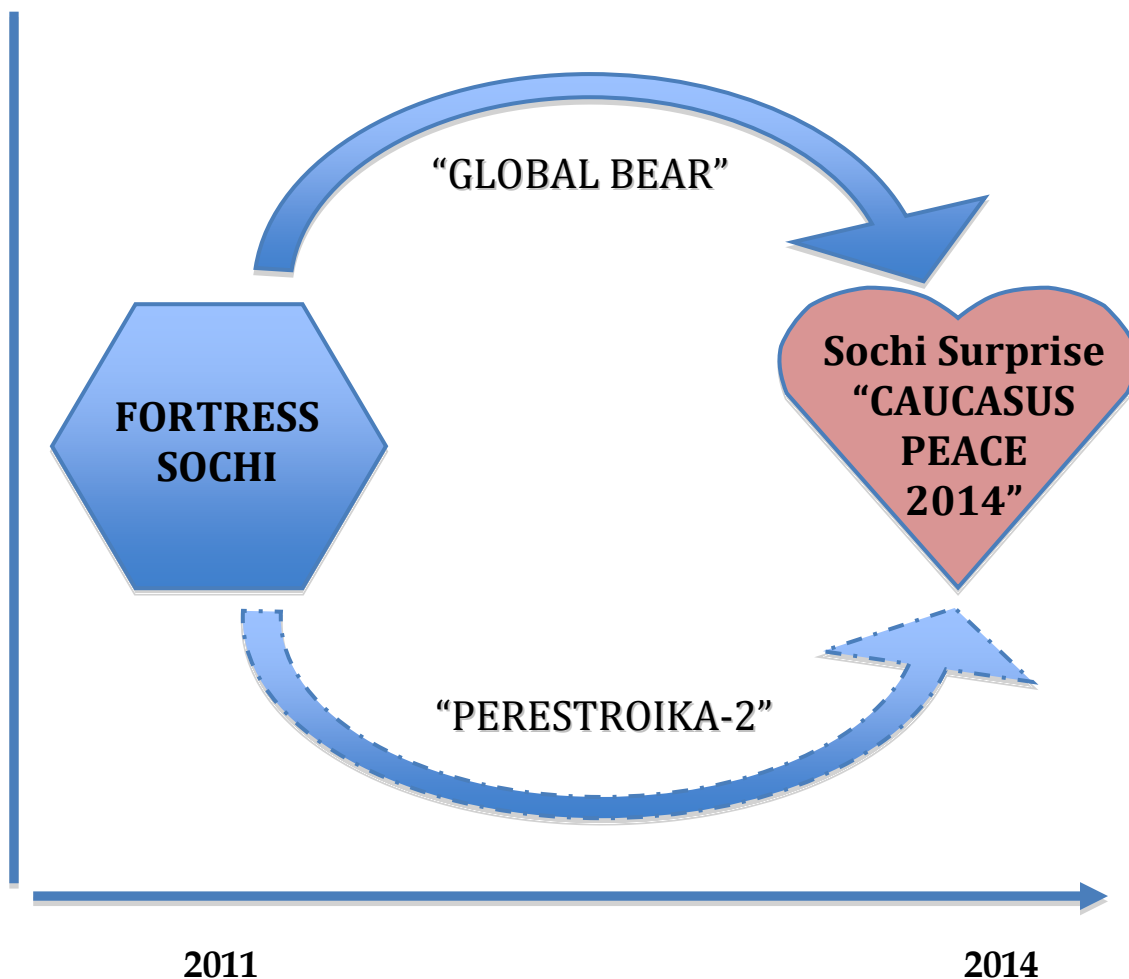 “GLOBAL BEAR”
FORTRESS
SOCHI
Sochi Surprise
“CAUCASUS
PEACE
2014”
“PERESTROIKA-2”
2011
2014